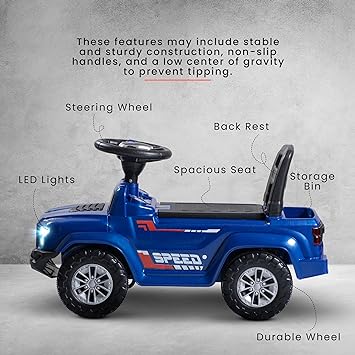 These features may include stable
and sturdy construction, non-slip
handles, and a low center of gravity
to prevent tipping.
Steering Wheel
Back Rest
LED Lights
Spacious Seat
Storage
Bin
SPEED
Durable Wheel